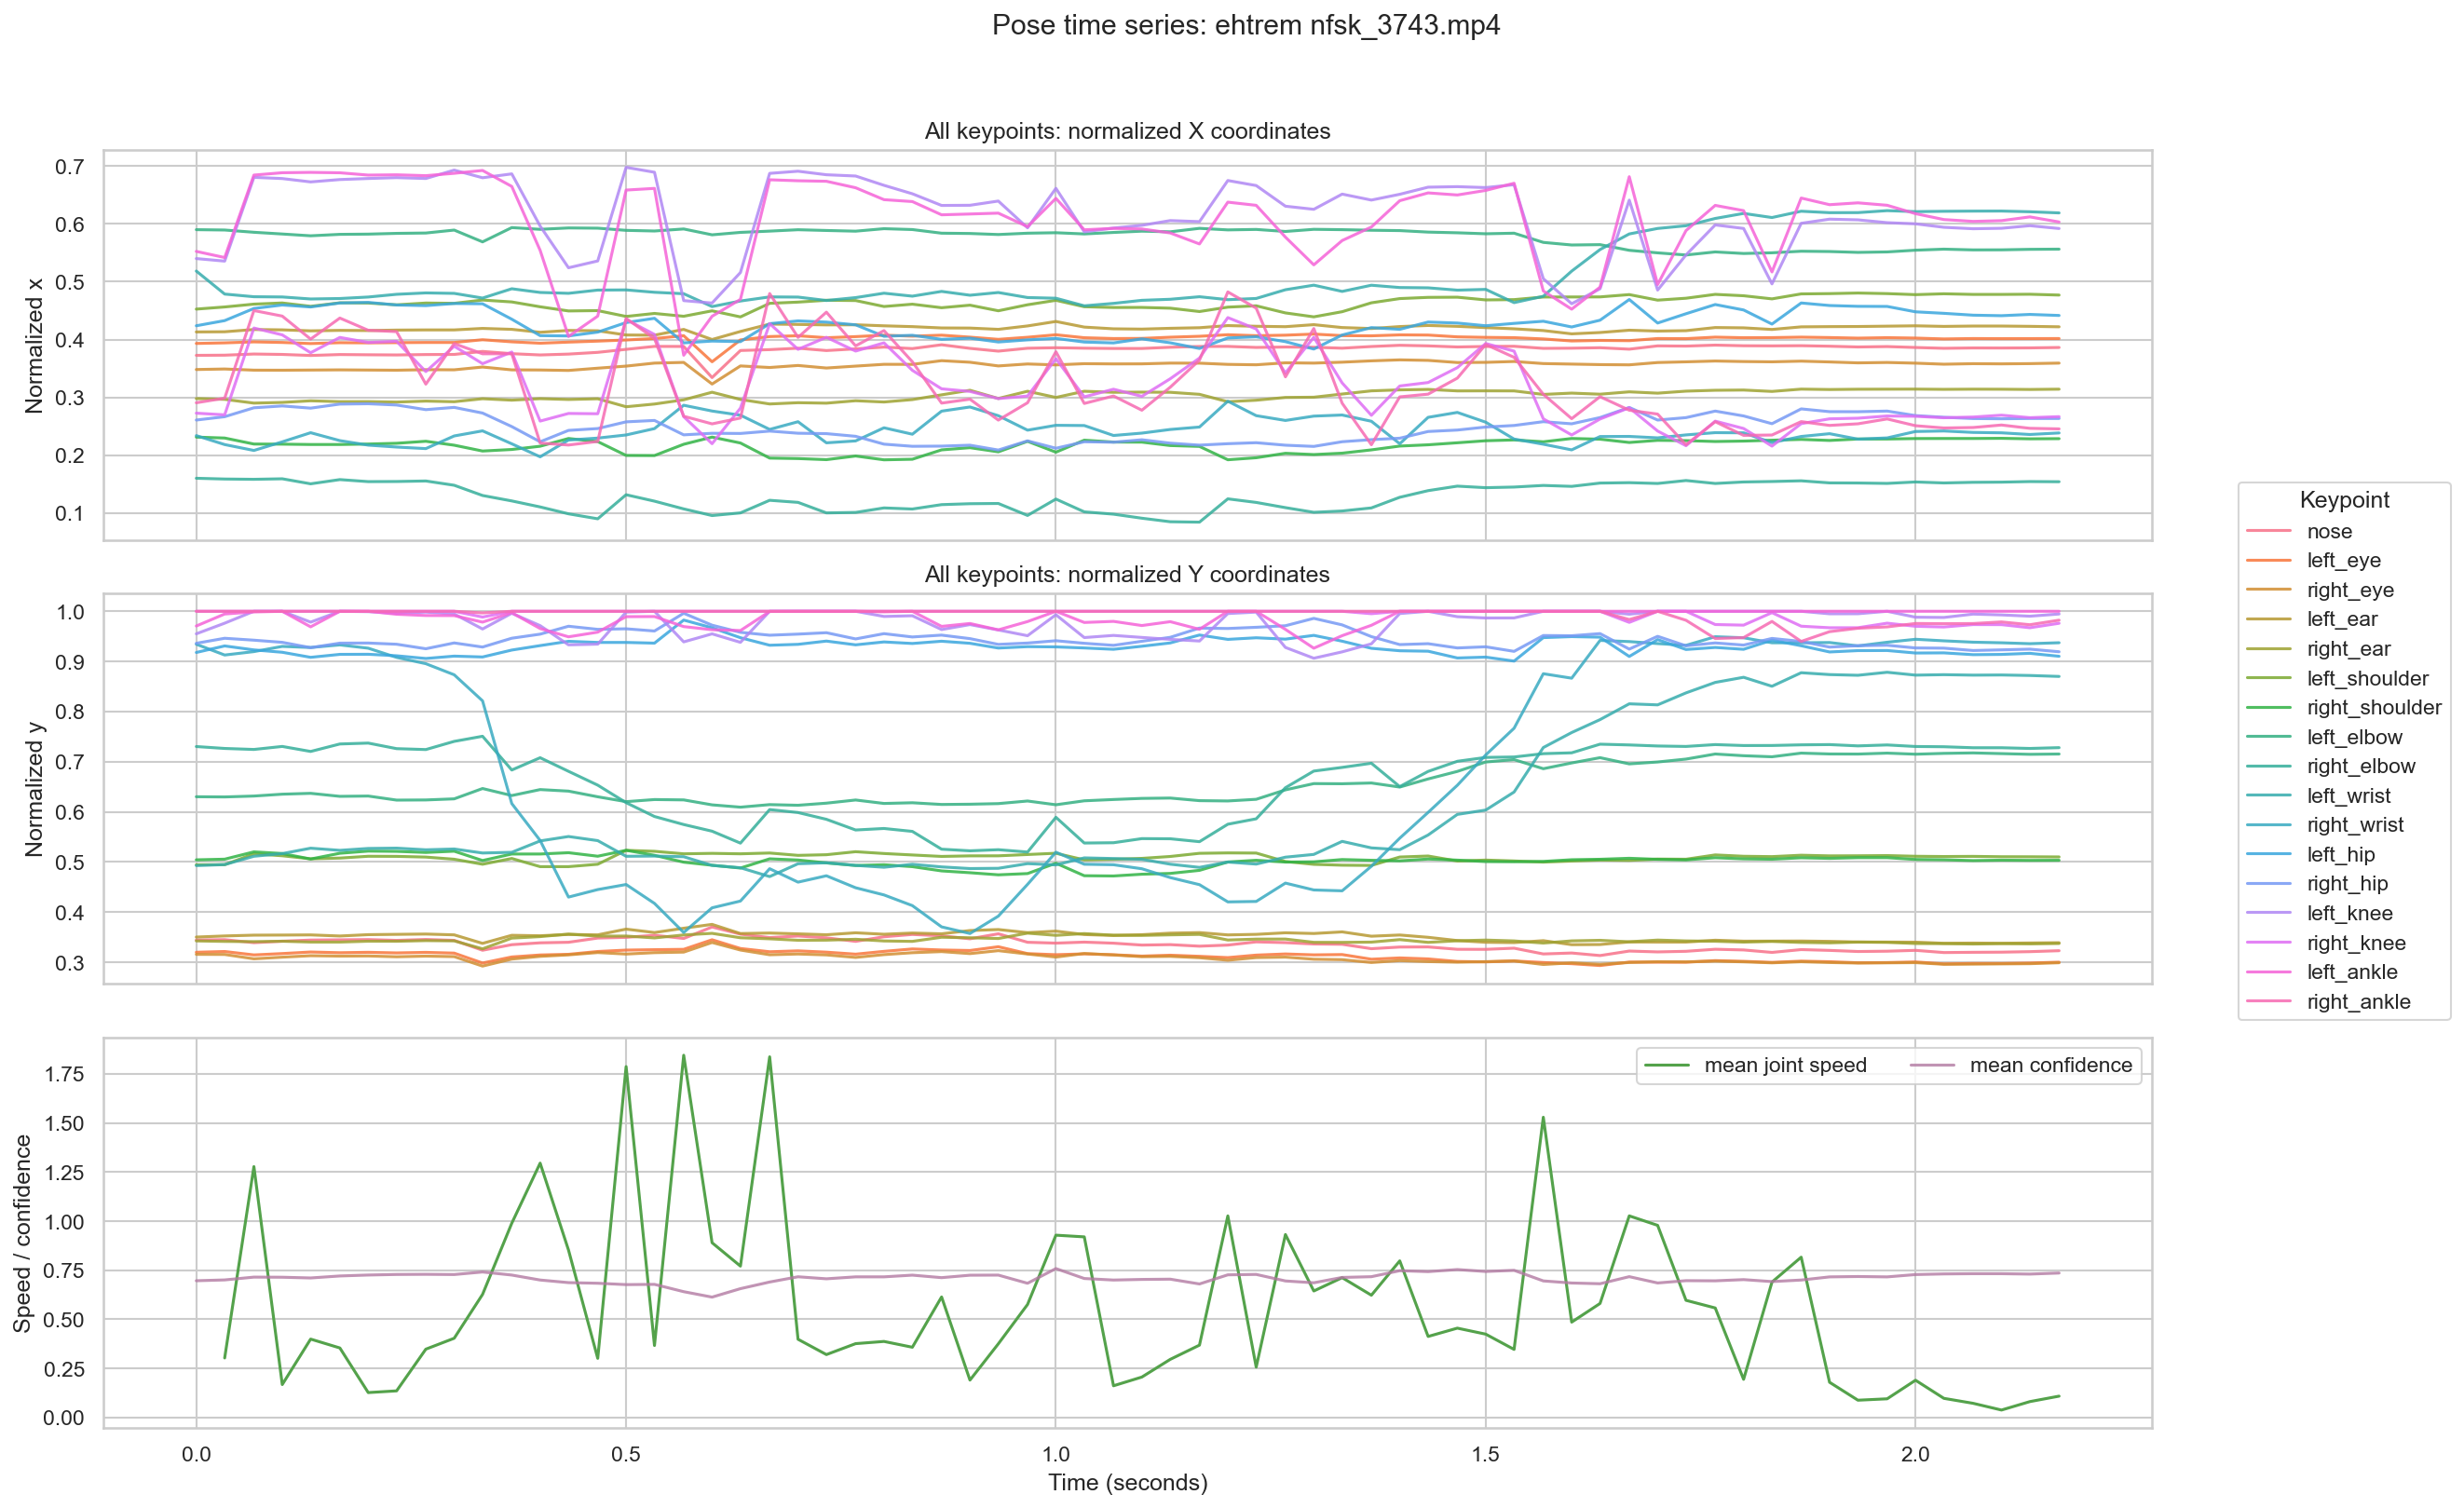 Pose time series: ehtrem nfsk_3743.mp4
All keypoints: normalized X coordinates
Normalized x
0.7
0.6
0.5
0.4
0.3
0.2
0.1
All keypoints: normalized Y coordinates
Normalized y
1.0
0.9
0.8
0.7
0.6
0.5
0.4
0.3
Keypoint
nose
left_eye
right_eye
left_ear
right_ear
left_shoulder
right_shoulder
left_elbow
right_elbow
left_wrist
right_wrist
left_hip
right_hip
left_knee
right_knee
left_ankle
right_ankle
mean joint speed mean confidence
Speed / confidence
1.75
1.50
1.25
1.00
0.75
0.50
0.25
0.00
0.0 0.5 1.0 1.5 2.0
Time (seconds)